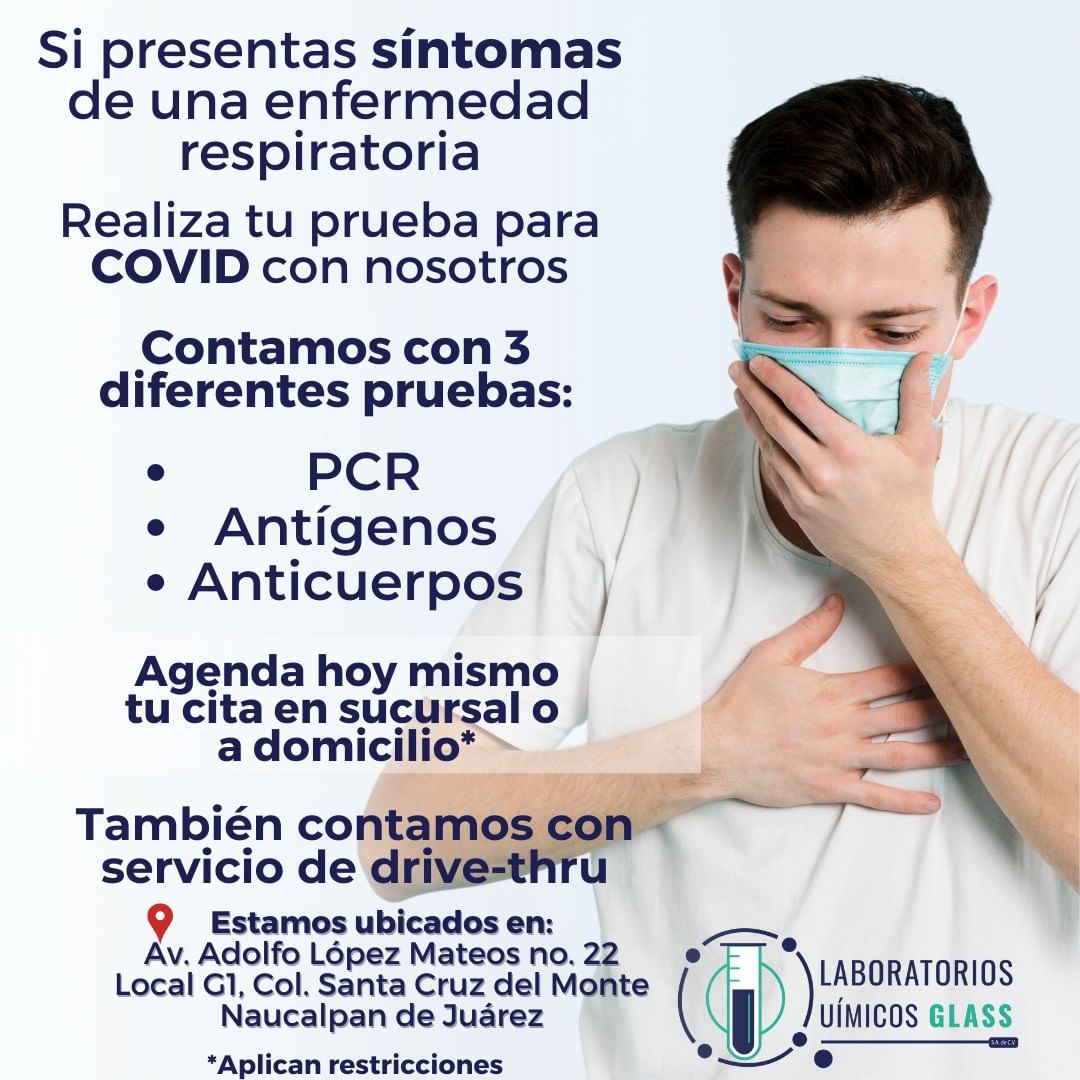 Si presentas síntomas
de una enfermedad
respiratoria
Realiza tu prueba para
COVID con nosotros
Contamos con 3
diferentes pruebas:
• PCR
• Antígenos
• Anticuerpos
Agenda hoy mismo
tu cita en sucursal o
a domicilio*
También contamos con
servicio de drive-thru
Estamos ubicados en:
Av. Adolfo López Mateos no. 22
Local G1, Col. Santa Cruz del Monte
Naucalpan de Juárez
*Aplican restricciones
LABORATORIOS
UÍMICOS GLASS
S.A. de C.V.